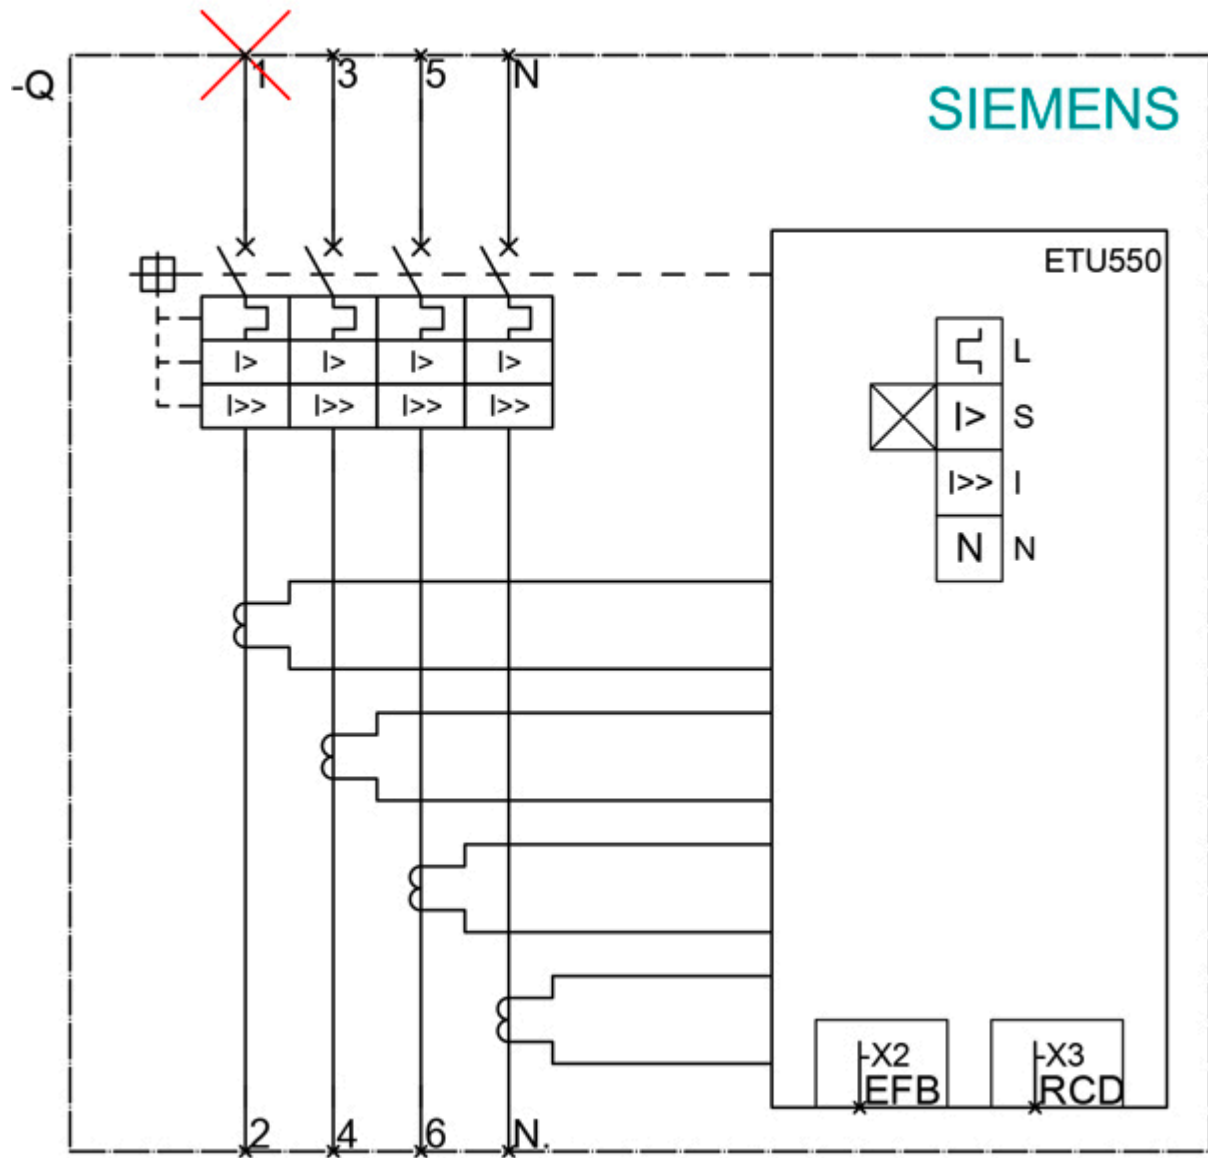 1 3 5 N
-Q
SIEMENS
ETU550
L
I> I> I> I>
I> S
I>> I>> I>> I>>
I>> I
N N
-X2 -X3
EFB RCD
2 4 6 N.